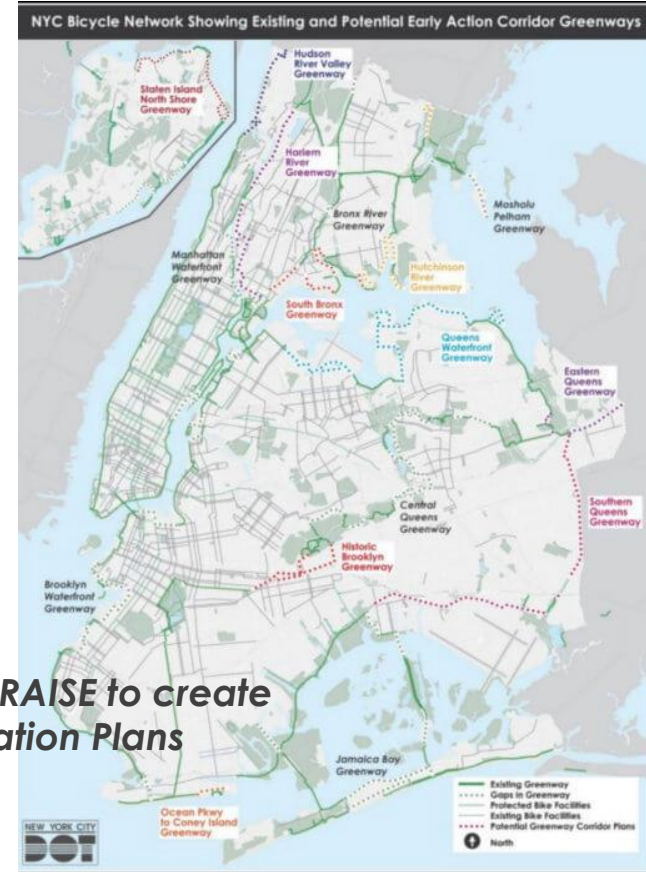 NYC Bicycle Network Showing Existing and Potential Early Action Corridor Greenways
Hudson
River Valley
Greenway
Staten Island
North Shore
Greenway
Harlem
River
Greenway
Bronx River
Greenway
Mosholu
Pelham
Greenway
Manhattan
Waterfront
Greenway
Hutchinson
River
Greenway
South Bronx
Greenway
Queens
Waterfront
Greenway
Eastern
Queens
Greenway
Southern
Queens
Greenway
Central
Queens
Greenway
Historic
Brooklyn
Greenway
Brooklyn
Waterfront
Greenway
RAISE to create
ation Plans
Jamaica Bay
Greenway
Ocean Pkwy
to Coney Island
Greenway
Existing Greenway
Gaps in Greenway
Protected Bike Facilities
Existing Bike Facilities
Potential Greenway Corridor Plans
North
NEW YORK CITY
DOT